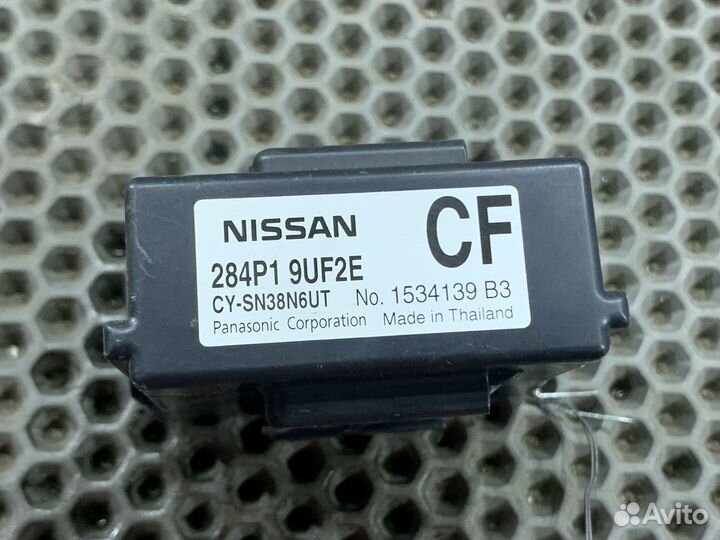 NISSAN CF
284P1 9UF2E
CY-SN38N6UT No. 1534139 B3
Panasonic Corporation Made in Thailand
Avito